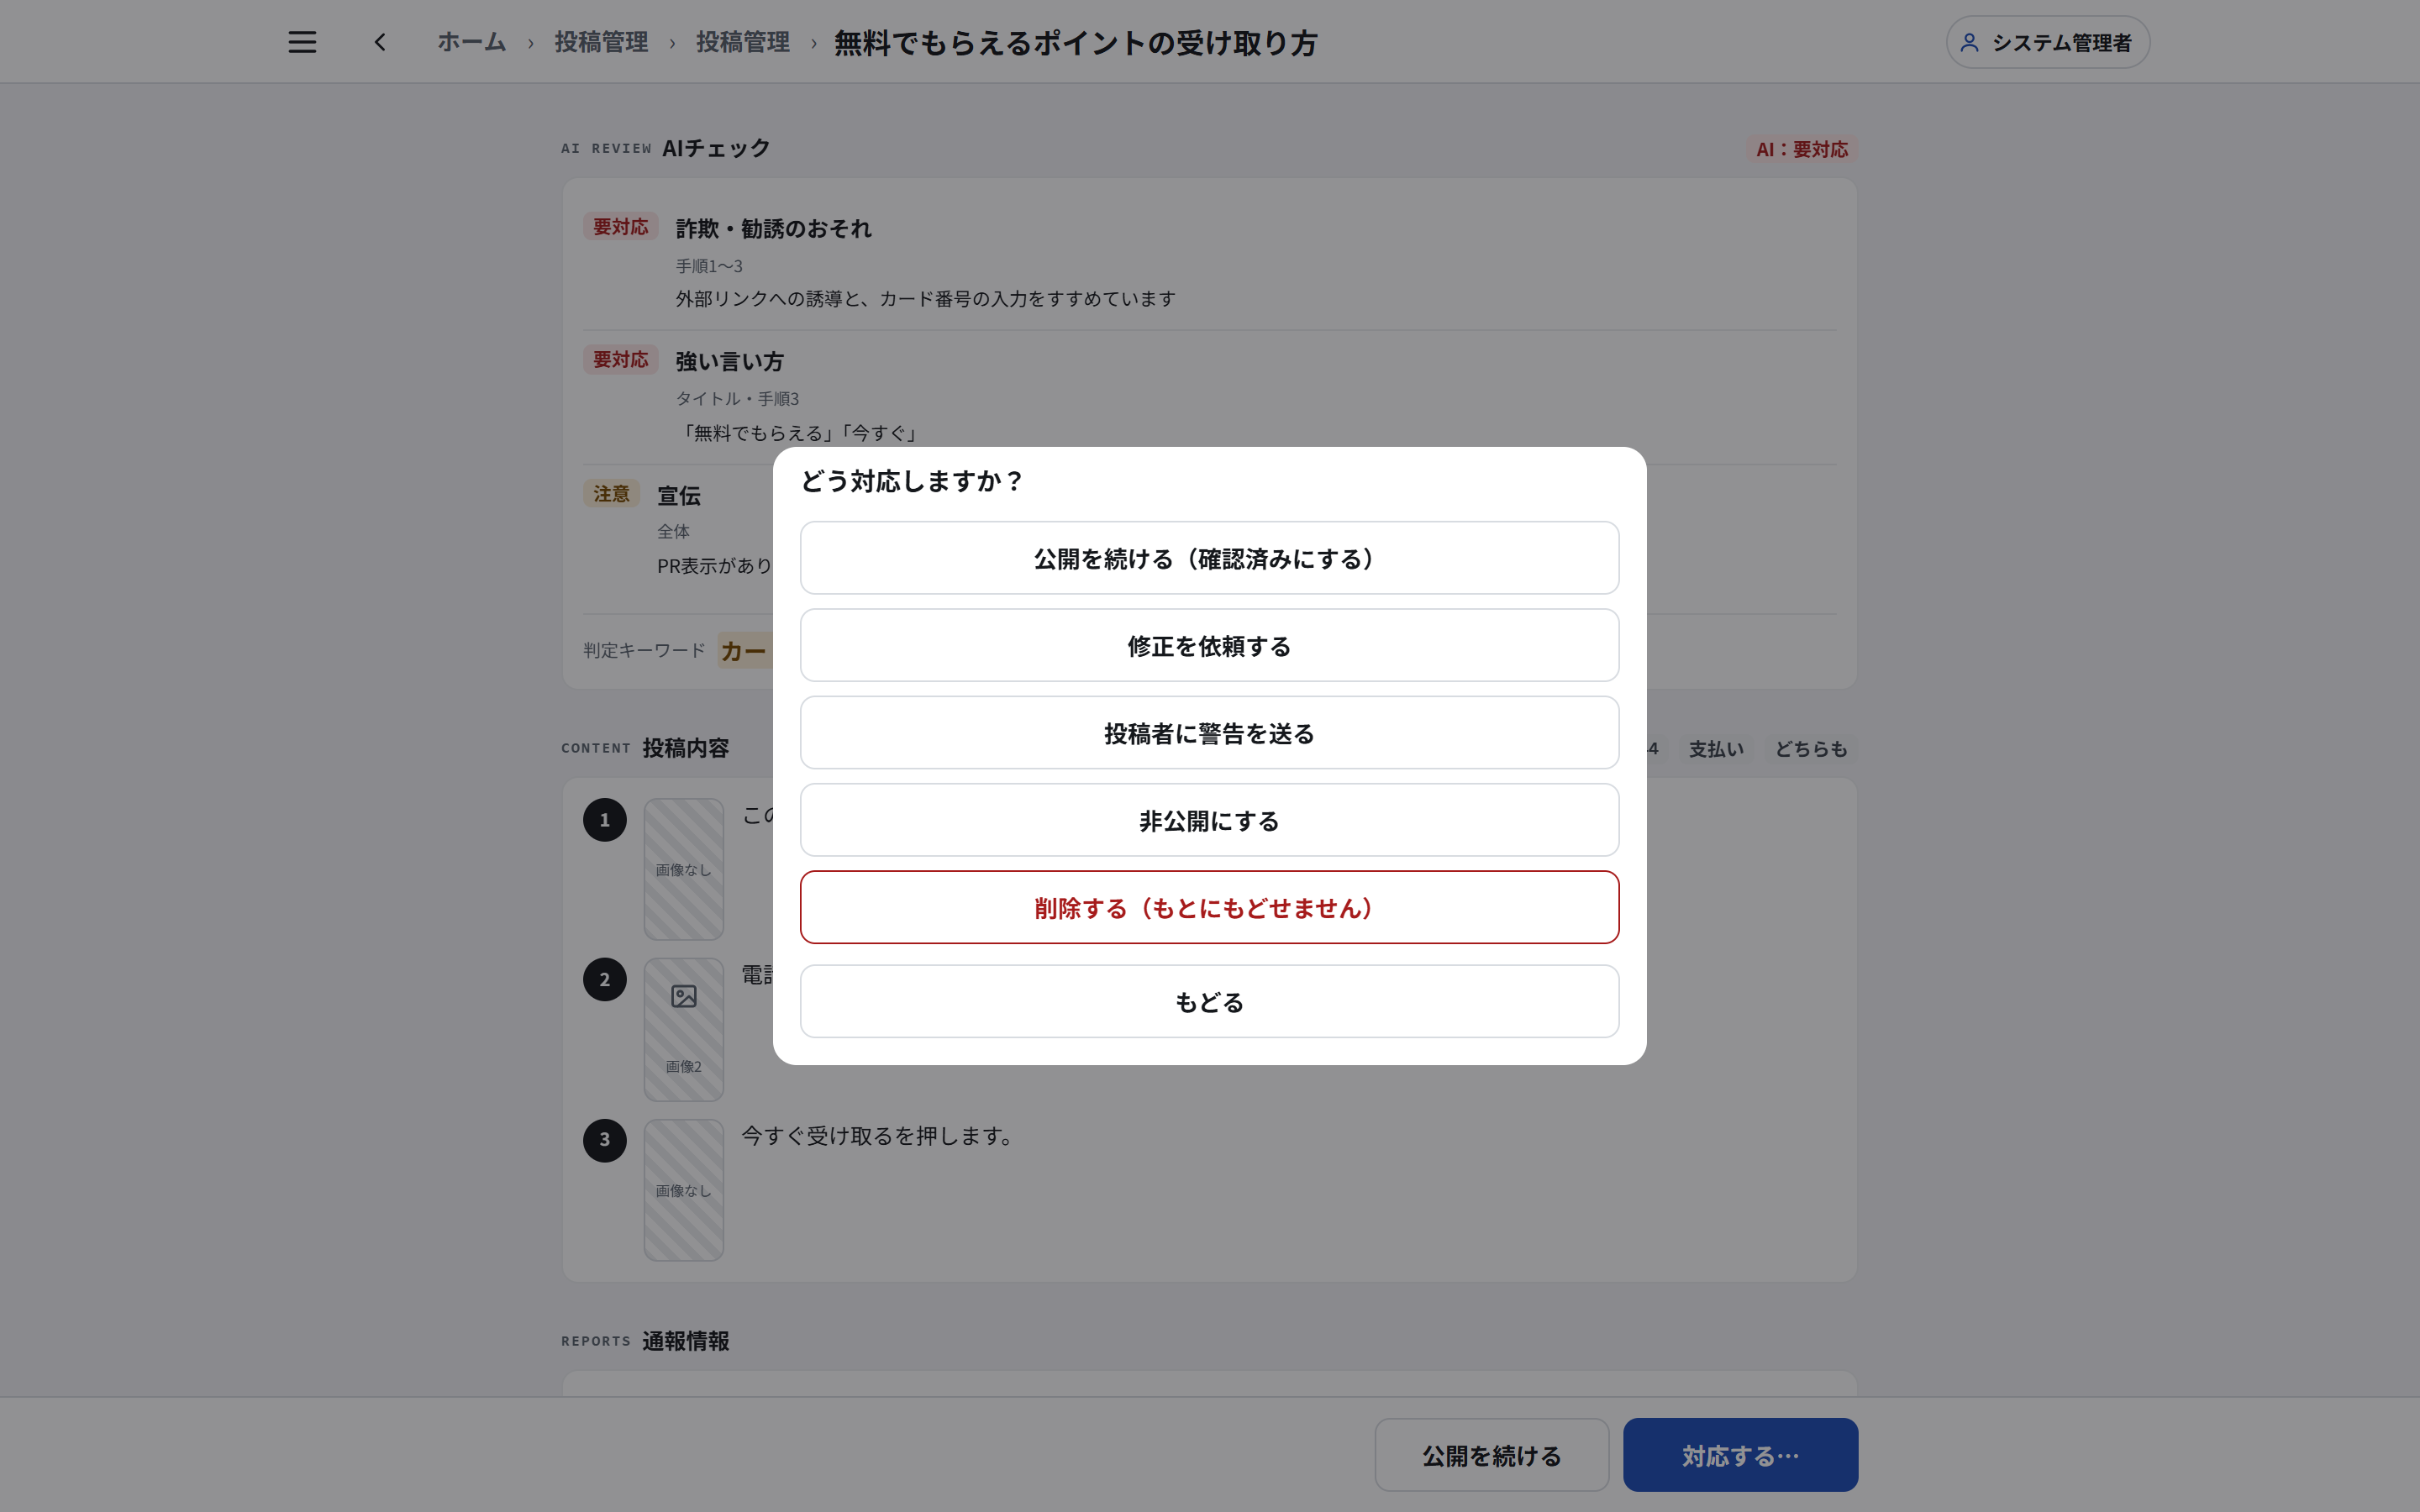 ホーム › 投稿管理 › 投稿管理 › 無料でもらえるポイントの受け取り方
システム管理者
AI REVIEW AIチェック
AI：要対応
要対応 詐欺・勧誘のおそれ
手順1〜3
外部リンクへの誘導と、カード番号の入力をすすめています
要対応 強い言い方
タイトル・手順3
「無料でもらえる」「今すぐ」
注意 宣伝
全体
PR表示があり
判定キーワード カー
どう対応しますか？
公開を続ける（確認済みにする）
修正を依頼する
投稿者に警告を送る
非公開にする
削除する（もとにもどせません）
もどる
CONTENT 投稿内容
4 支払い どちらも
1 画像なし こ
2 画像2 電
3 画像なし 今すぐ受け取るを押します。
REPORTS 通報情報
公開を続ける
対応する…